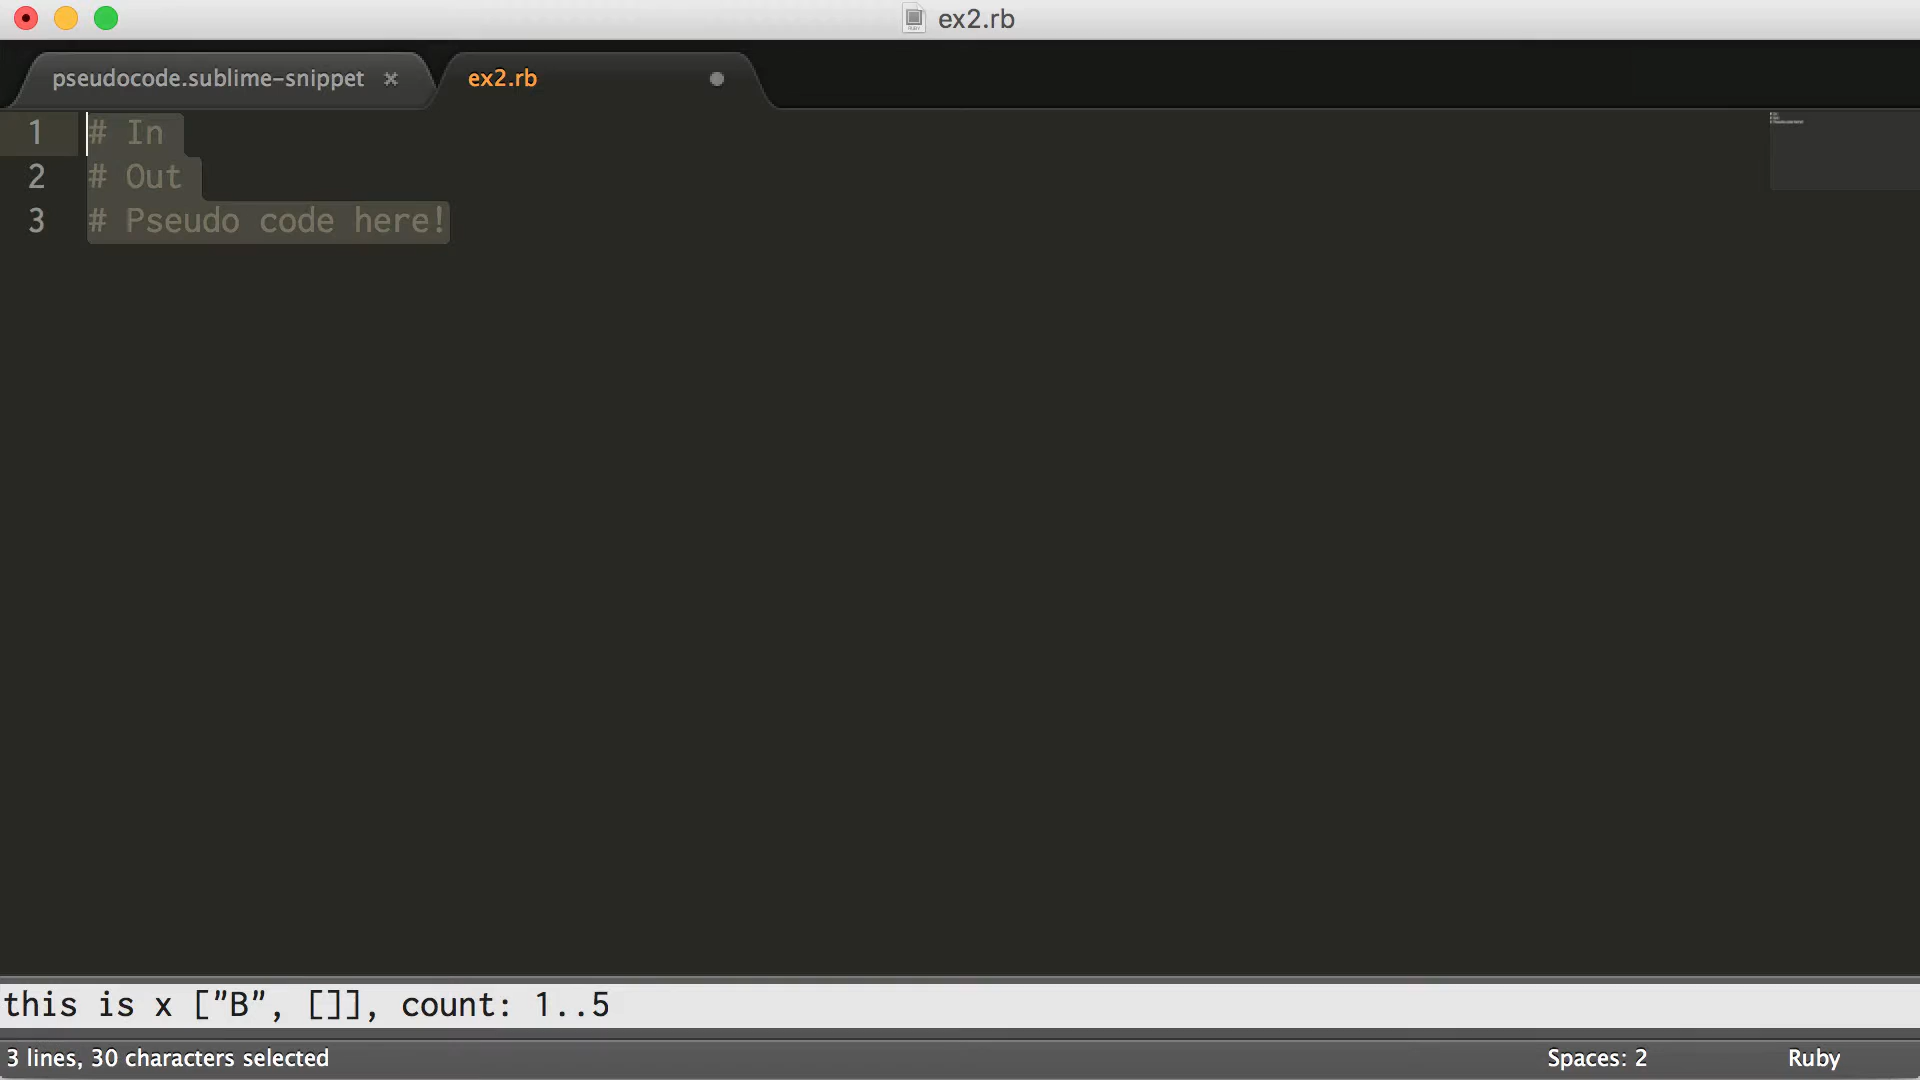 ex2.rb
pseudocode.sublime-snippet ×
ex2.rb
1 # In
2 # Out
3 # Pseudo code here!
this is x ["B", []], count: 1..5
3 lines, 30 characters selected
Spaces: 2
Ruby